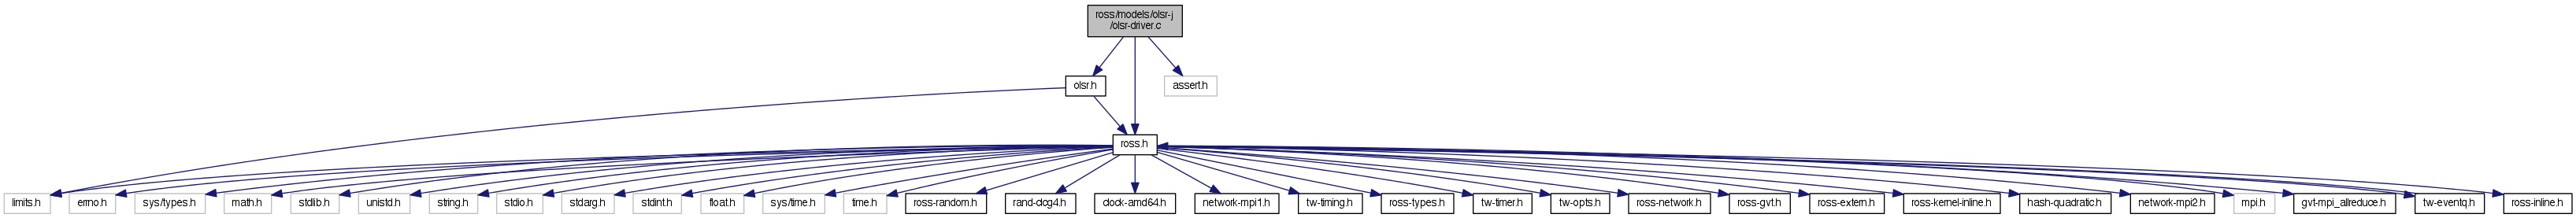 ross/models/olsr-j
/olsr-driver.c
olsr.h
assert.h
ross.h
limits.h
errno.h
sys/types.h
math.h
stdlib.h
unistd.h
string.h
stdio.h
stdarg.h
stdint.h
float.h
sys/time.h
time.h
ross-random.h
rand-clcg4.h
clock-amd64.h
network-mpi1.h
tw-timing.h
ross-types.h
tw-timer.h
tw-opts.h
ross-network.h
ross-gvt.h
ross-extern.h
ross-kernel-inline.h
hash-quadratic.h
network-mpi2.h
mpi.h
gvt-mpi_allreduce.h
tw-eventq.h
ross-inline.h